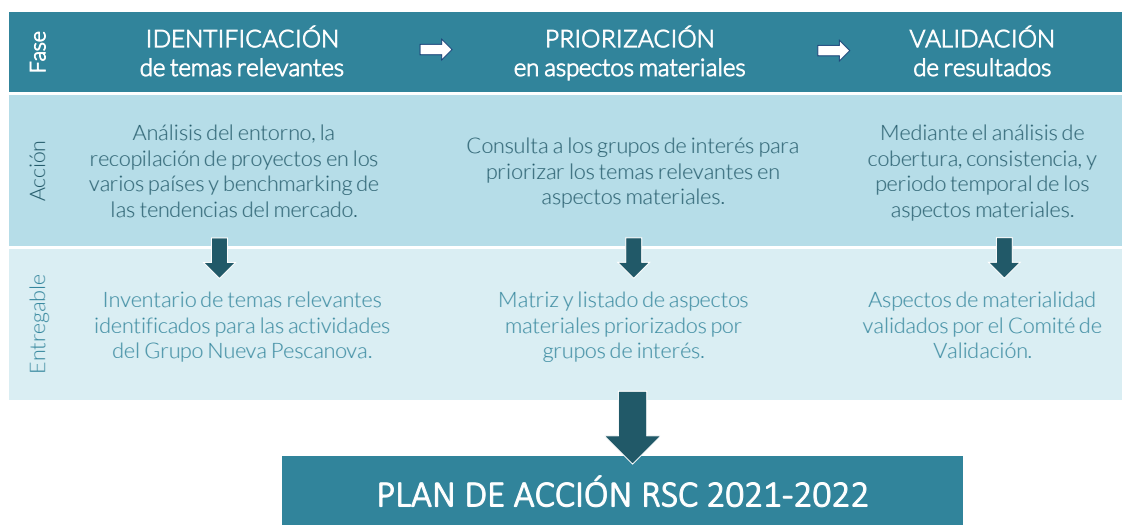 Fase
IDENTIFICACIÓN
de temas relevantes
PRIORIZACIÓN
en aspectos materiales
VALIDACIÓN
de resultados
Acción
Análisis del entorno, la
recopilación de proyectos en los
varios países y benchmarking de
las tendencias del mercado.
Consulta a los grupos de interés para
priorizar los temas relevantes en
aspectos materiales.
Mediante el análisis de
cobertura, consistencia, y
periodo temporal de los
aspectos materiales.
Entregable
Inventario de temas relevantes
identificados para las actividades
del Grupo Nueva Pescanova.
Matriz y listado de aspectos
materiales priorizados por
grupos de interés.
Aspectos de materialidad
validados por el Comité de
Validación.
PLAN DE ACCIÓN RSC 2021-2022